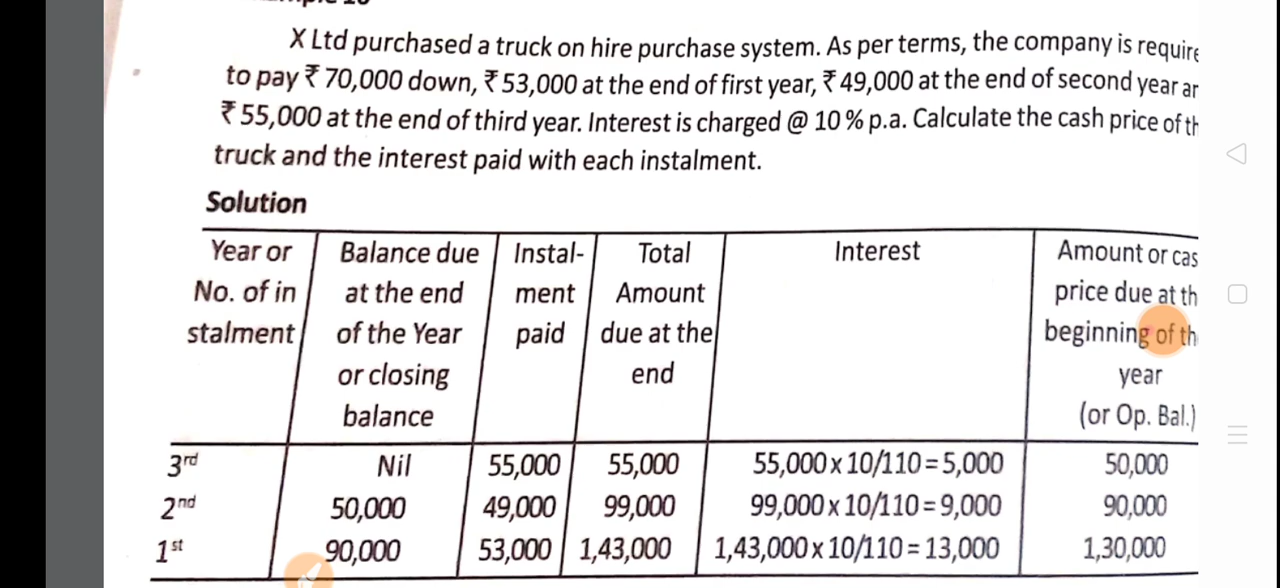 X Ltd purchased a truck on hire purchase system. As per terms, the company is require
to pay ₹ 70,000 down, ₹ 53,000 at the end of first year, ₹ 49,000 at the end of second year ar
₹ 55,000 at the end of third year. Interest is charged @ 10 % p.a. Calculate the cash price of th
truck and the interest paid with each instalment.
Solution
Year or No. of in stalment | Balance due at the end of the Year or closing balance | Instal- ment paid | Total Amount due at the end | Interest | Amount or cas price due at th beginning of th year (or Op. Bal.)
3rd Nil 55,000 55,000 55,000 x 10/110 = 5,000 50,000
2nd 50,000 49,000 99,000 99,000 x 10/110 = 9,000 90,000
1st 90,000 53,000 1,43,000 1,43,000 x 10/110 = 13,000 1,30,000